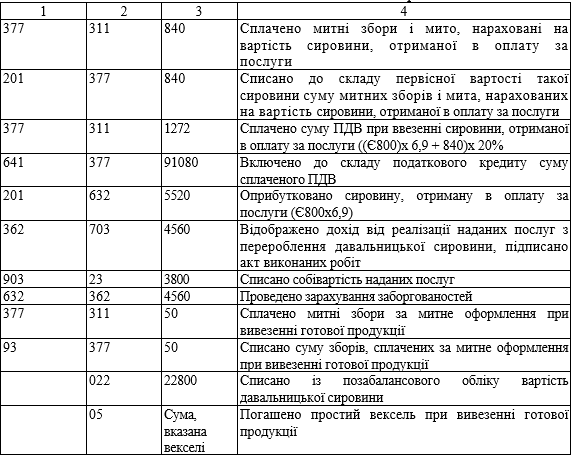 1 2 3 4
377 311 840 Сплачено митні збори і мито, нараховані на
вартість сировини, отриманої в оплату за
послуги
201 377 840 Списано до складу первісної вартості такої
сировини суму митних зборів і мита, нарахованих
на вартість сировини, отриманої в оплату за послуги
377 311 1272 Сплачено суму ПДВ при ввезенні сировини, отриманої
в оплату за послуги ((Є800)х 6,9 + 840)х 20%
641 377 91080 Включено до складу податкового кредиту суму
сплаченого ПДВ
201 632 5520 Оприбутковано сировину, отриману в оплату за
послуги (Є800х6,9)
362 703 4560 Відображено дохід від реалізації наданих послуг з
перероблення давальницької сировини, підписано
акт виконаних робіт
903 23 3800 Списано собівартість наданих послуг
632 362 4560 Проведено зарахування заборгованостей
377 311 50 Сплачено митні збори за митне оформлення при
вивезенні готової продукції
93 377 50 Списано суму зборів, сплачених за митне оформлення
при вивезенні готової продукції
022 22800 Списано із позабалансового обліку вартість
давальницької сировини
05 Сума, Погашено простий вексель при вивезенні готової
вказана продукції
векселі